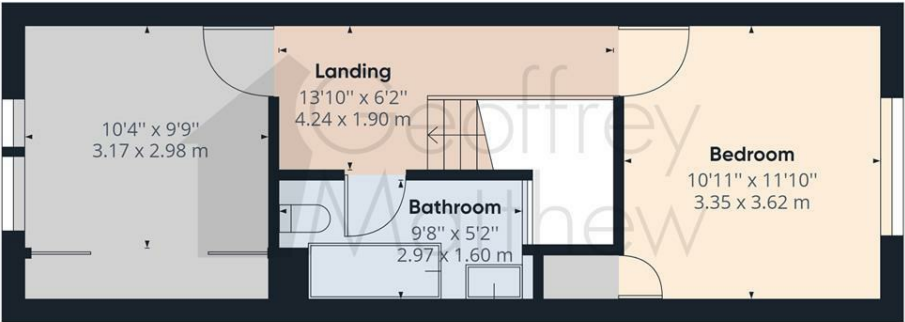 Landing
13'10" x 6'2"
4.24 x 1.90 m
10'4" x 9'9"
3.17 x 2.98 m
Bedroom
10'11" x 11'10"
3.35 x 3.62 m
Bathroom
9'8" x 5'2"
2.97 x 1.60 m
Geoffrey
Matthew